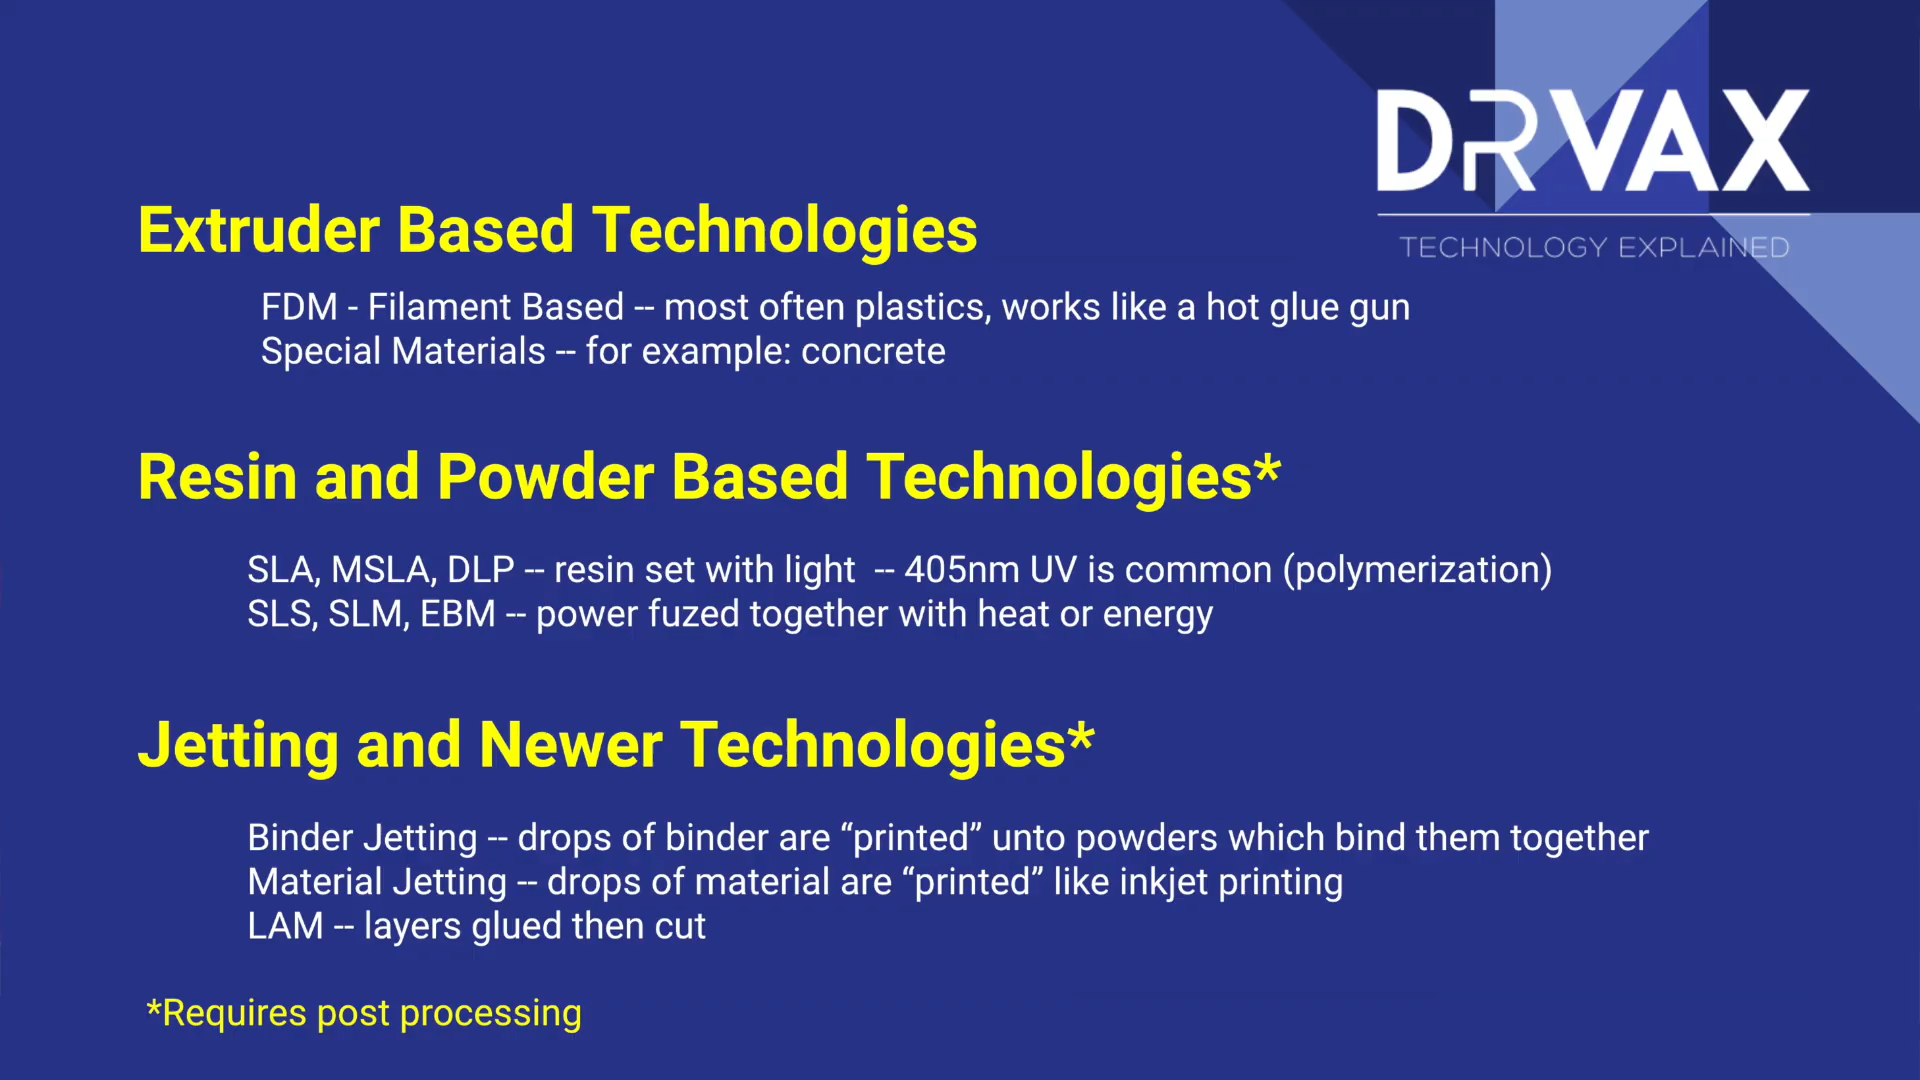 DRVAX
TECHNOLOGY EXPLAINED
Extruder Based Technologies
FDM - Filament Based -- most often plastics, works like a hot glue gun
Special Materials -- for example: concrete
Resin and Powder Based Technologies*
SLA, MSLA, DLP -- resin set with light  -- 405nm UV is common (polymerization)
SLS, SLM, EBM -- power fuzed together with heat or energy
Jetting and Newer Technologies*
Binder Jetting -- drops of binder are “printed” unto powders which bind them together
Material Jetting -- drops of material are “printed” like inkjet printing
LAM -- layers glued then cut
*Requires post processing